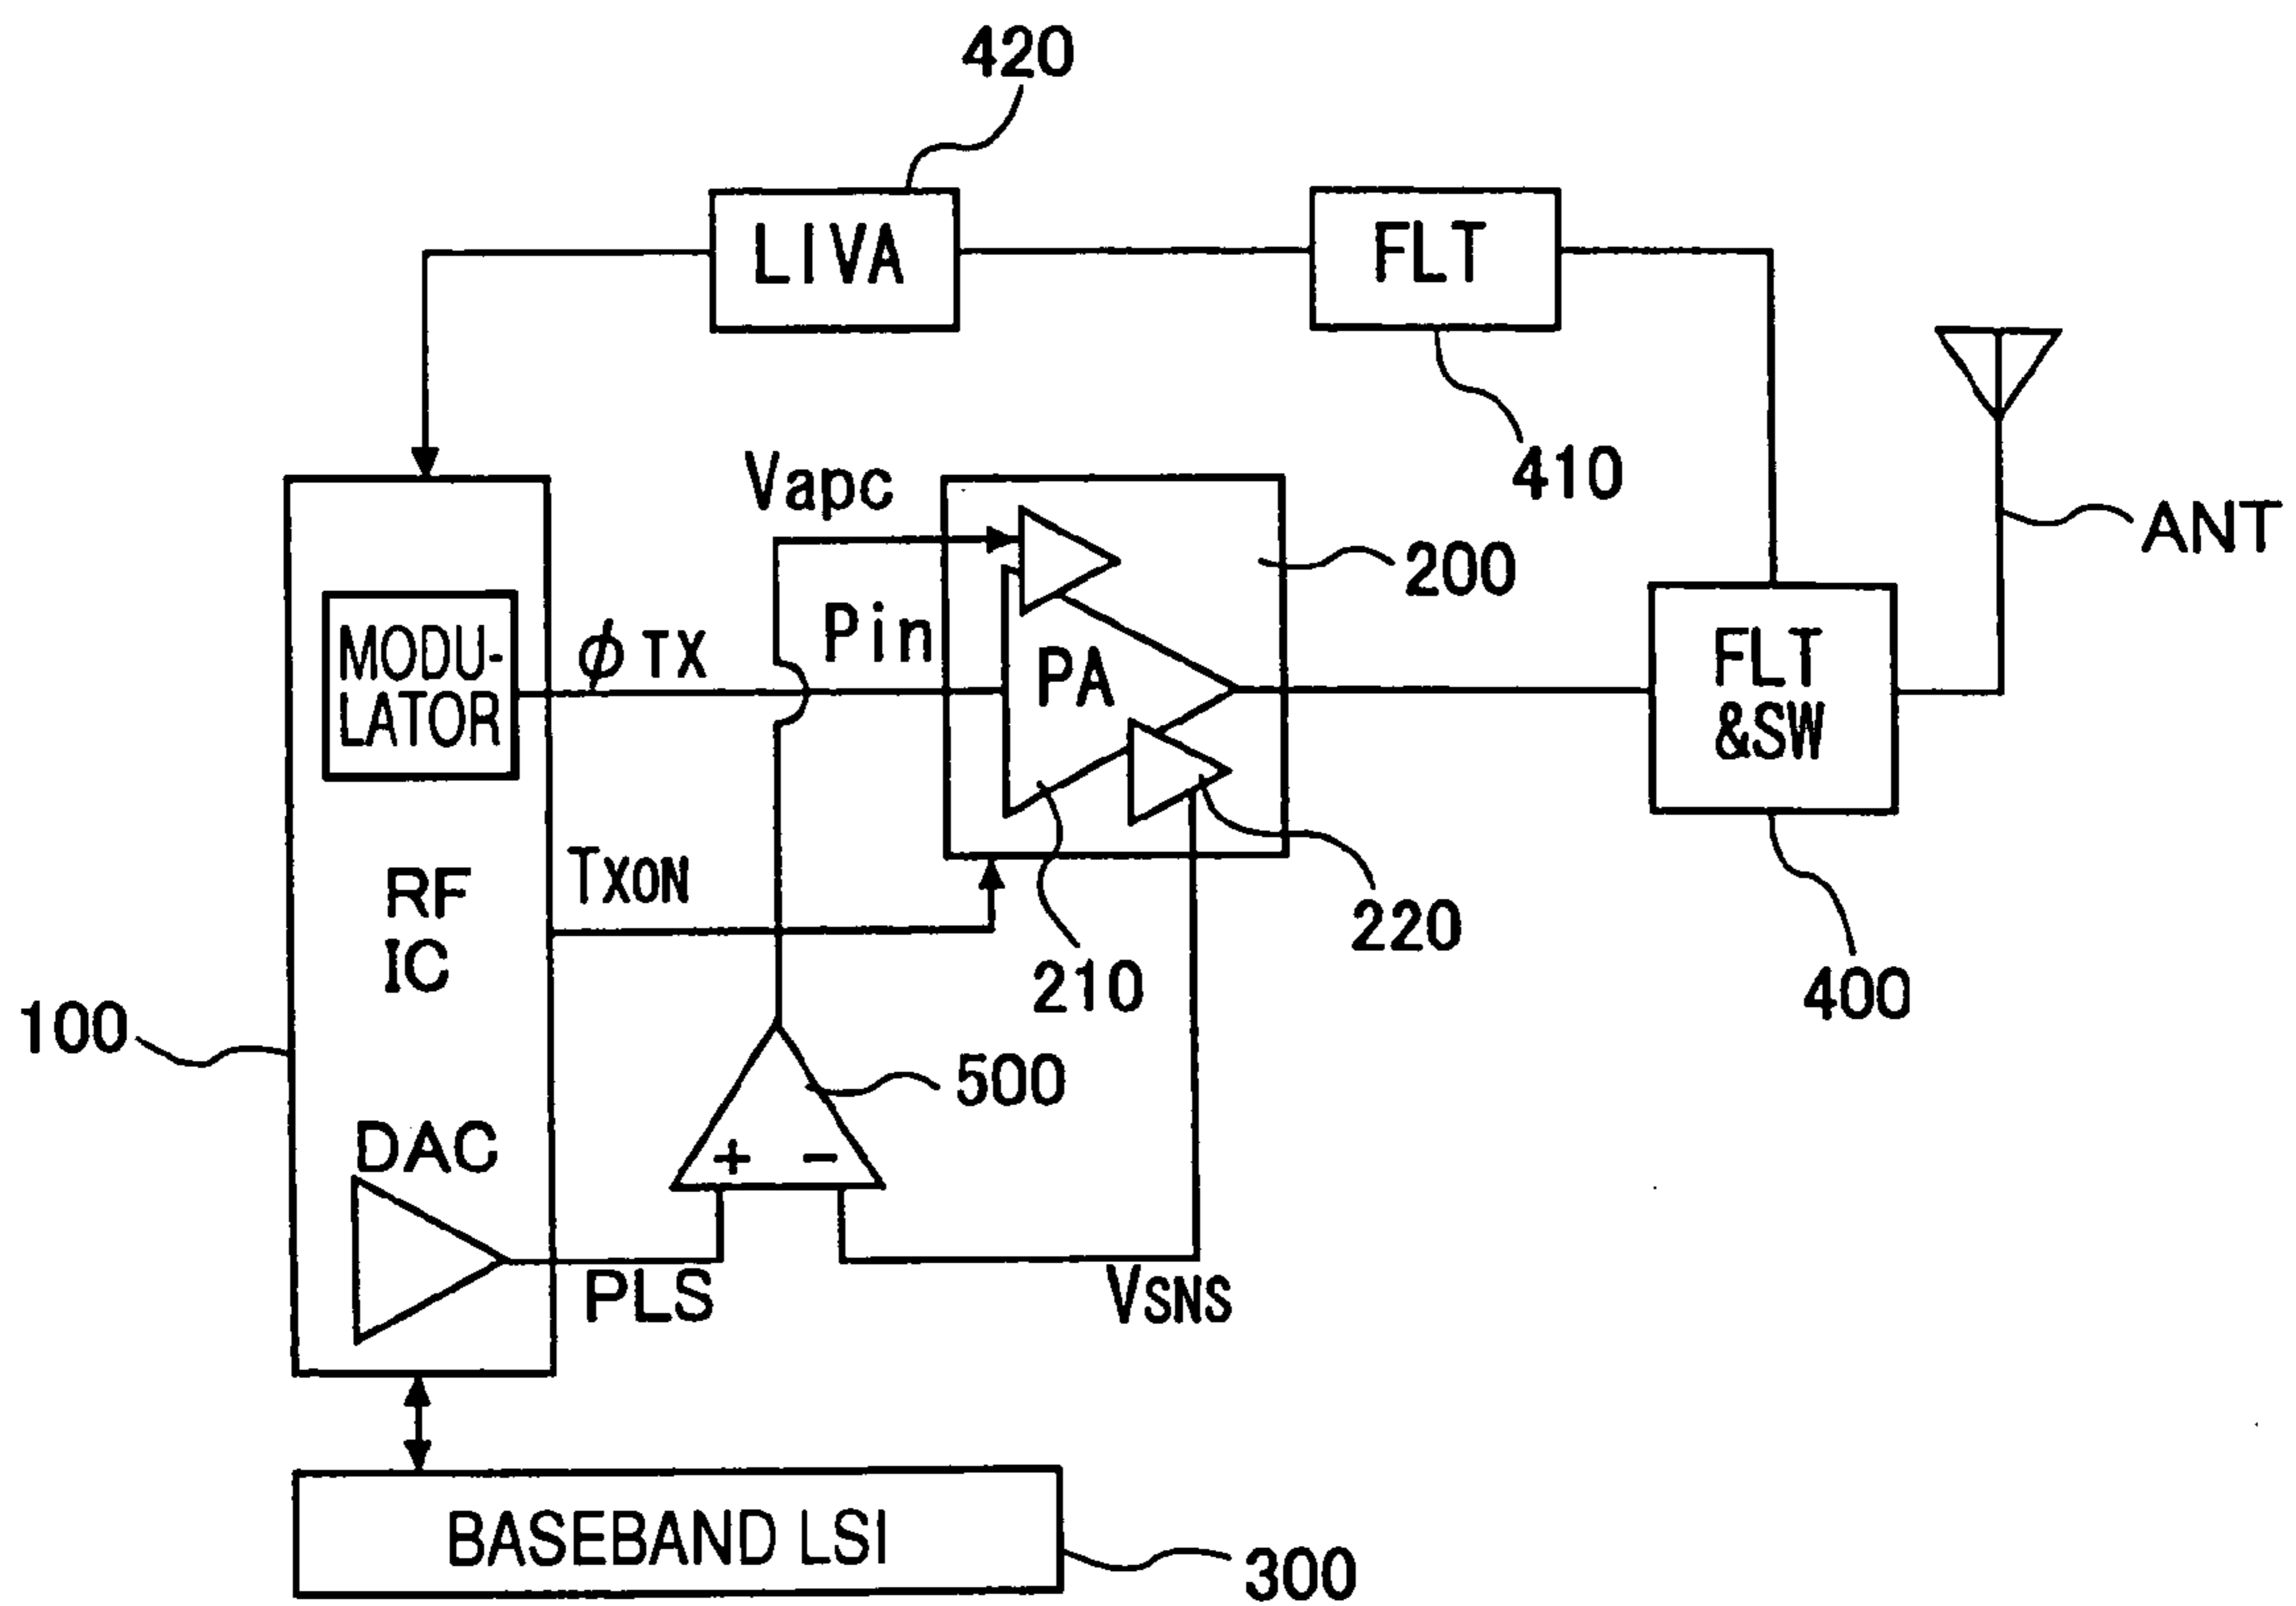 420
LIVA
FLT
410
ANT
Vapc
200
MODU-
LATOR
ϕTX
Pin
PA
FLT
&SW
TXON
RF
IC
220
210
400
100
500
DAC
+ -
PLS
VSNS
BASEBAND LSI
300